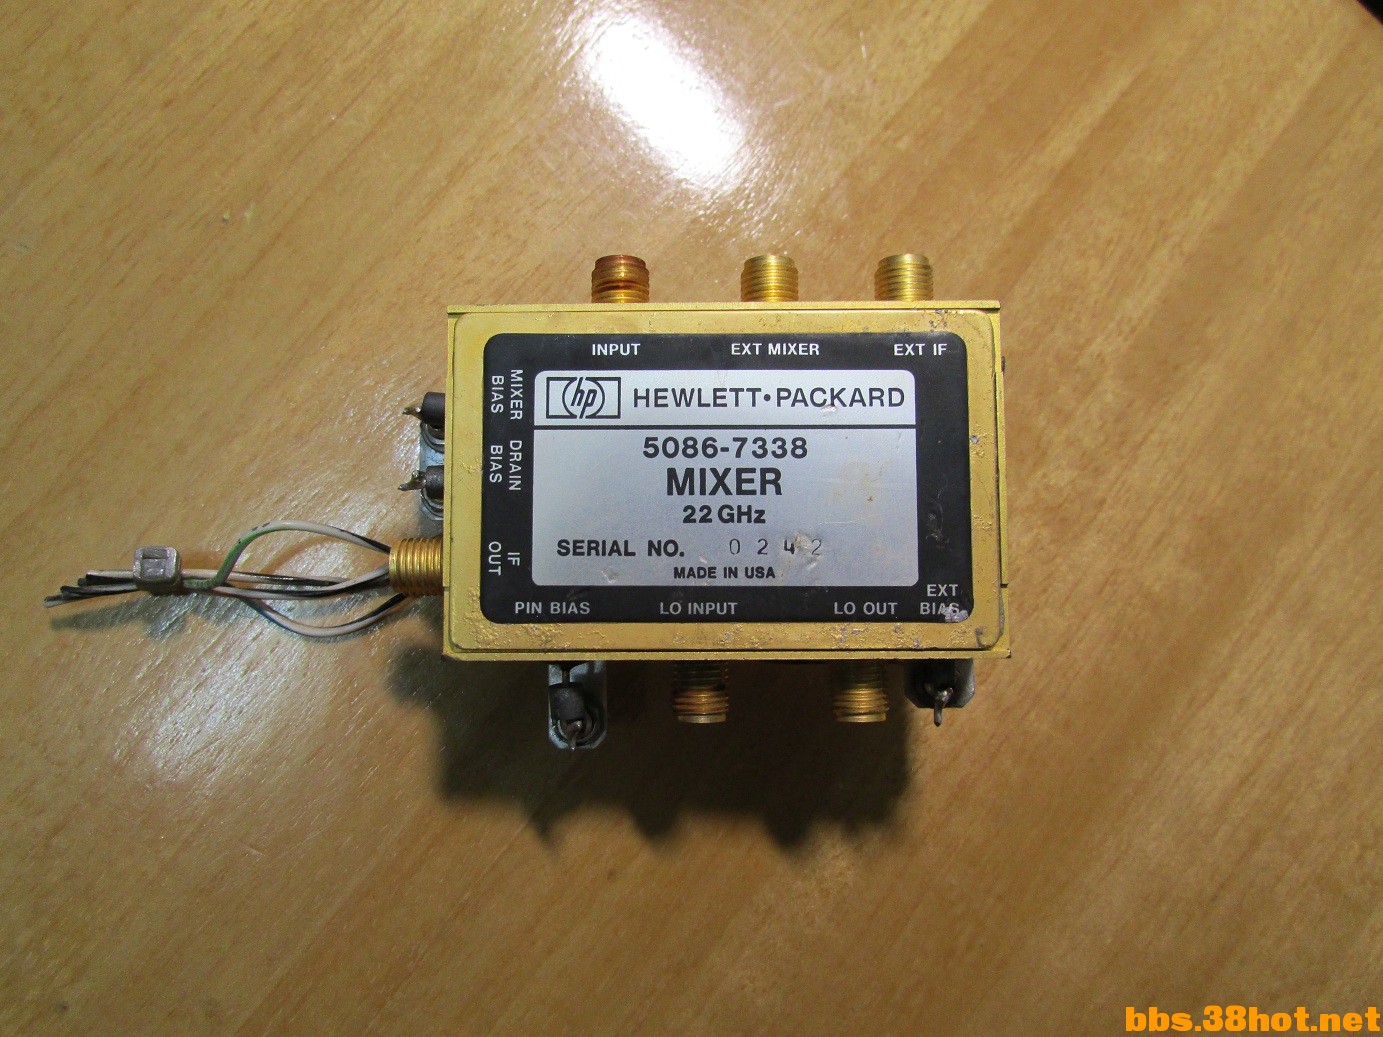 INPUT EXT MIXER EXT IF
MIXER BIAS
DRAIN BIAS
IF OUT
hp HEWLETT•PACKARD
5086-7338
MIXER
22 GHz
SERIAL NO. 0242
MADE IN USA
PIN BIAS LO INPUT LO OUT EXT BIAS
bbs.38hot.net